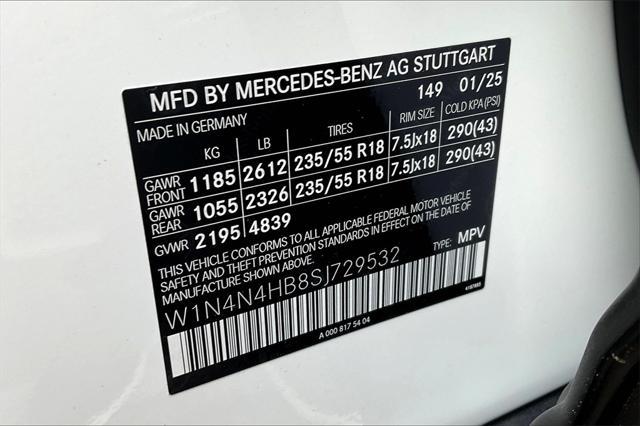 MFD BY MERCEDES-BENZ AG STUTTGART
149 01/25
MADE IN GERMANY
KG LB TIRES RIM SIZE COLD KPA (PSI)
GAWR FRONT 1185 2612 235/55 R18 7.5Jx18 290(43)
GAWR REAR 1055 2326 235/55 R18 7.5Jx18 290(43)
GVWR 2195 4839
THIS VEHICLE CONFORMS TO ALL APPLICABLE FEDERAL MOTOR VEHICLE
SAFETY AND THEFT PREVENTION STANDARDS IN EFFECT ON THE DATE OF
MANUFACTURE SHOWN ABOVE.
TYPE: MPV
W1N4N4HB8SJ729532
A 000 817 54 04